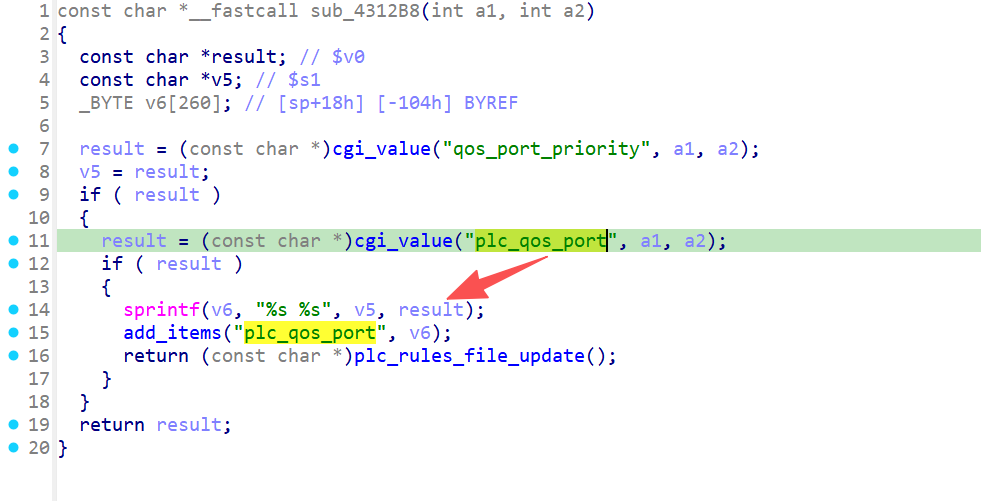 1 const char *__fastcall sub_4312B8(int a1, int a2)
2 {
3   const char *result; // $v0
4   const char *v5; // $s1
5   _BYTE v6[260]; // [sp+18h] [-104h] BYREF
6
7   result = (const char *)cgi_value("qos_port_priority", a1, a2);
8   v5 = result;
9   if ( result )
10   {
11     result = (const char *)cgi_value("plc_qos_port", a1, a2);
12     if ( result )
13     {
14       sprintf(v6, "%s %s", v5, result);
15       add_items("plc_qos_port", v6);
16       return (const char *)plc_rules_file_update();
17     }
18   }
19   return result;
20 }